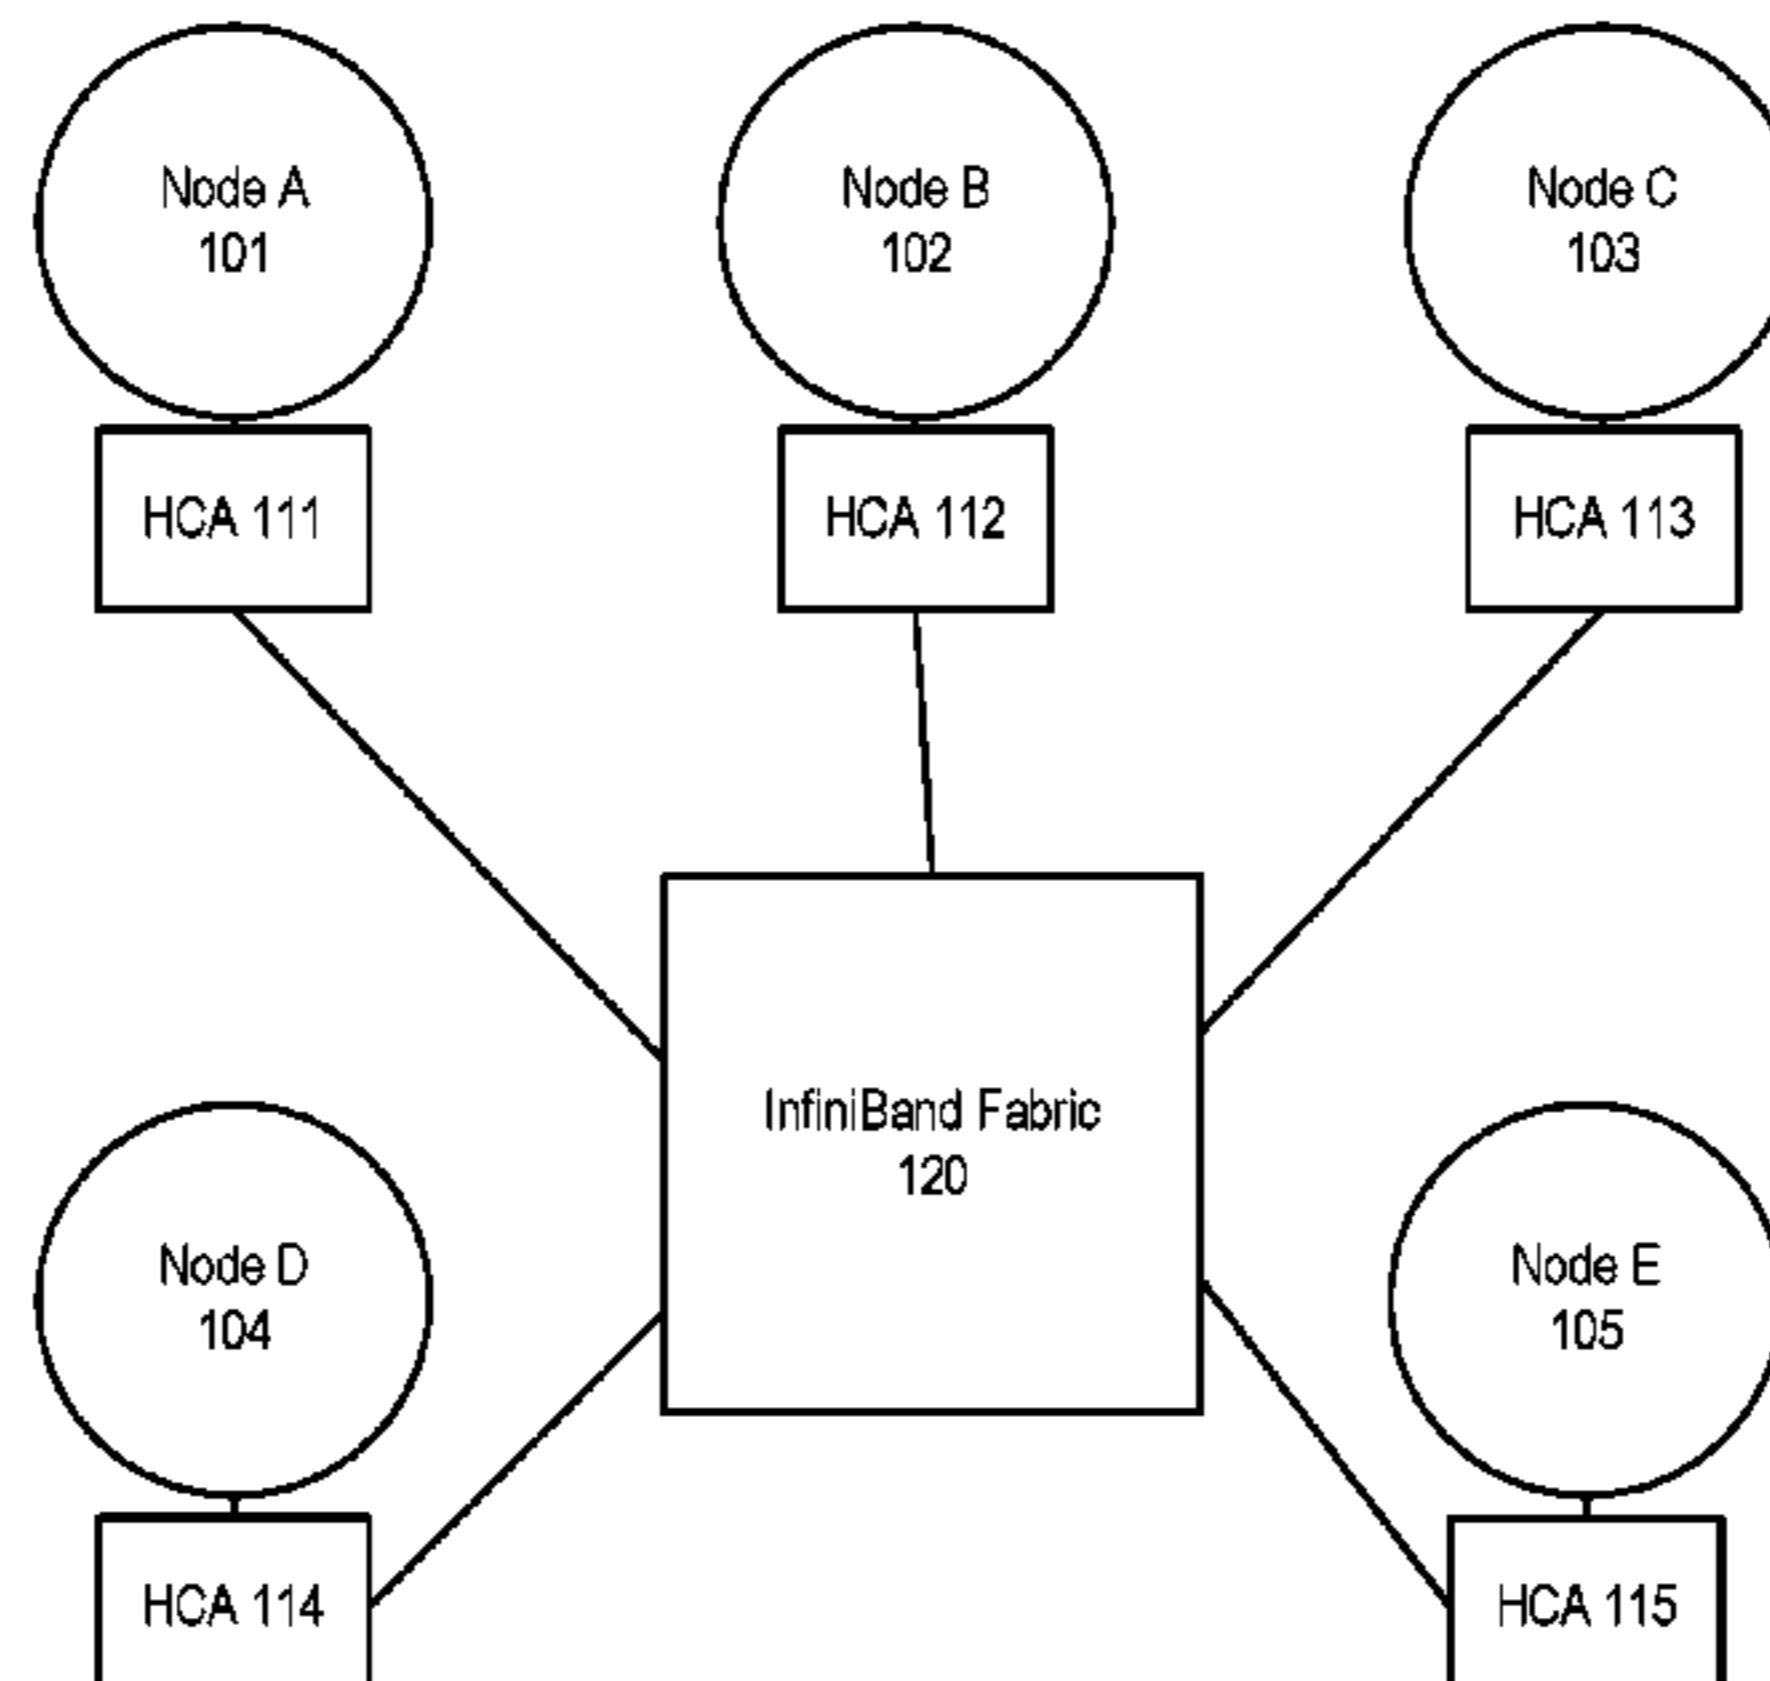 Node A
101
Node B
102
Node C
103
HCA 111
HCA 112
HCA 113
InfiniBand Fabric
120
Node D
104
Node E
105
HCA 114
HCA 115